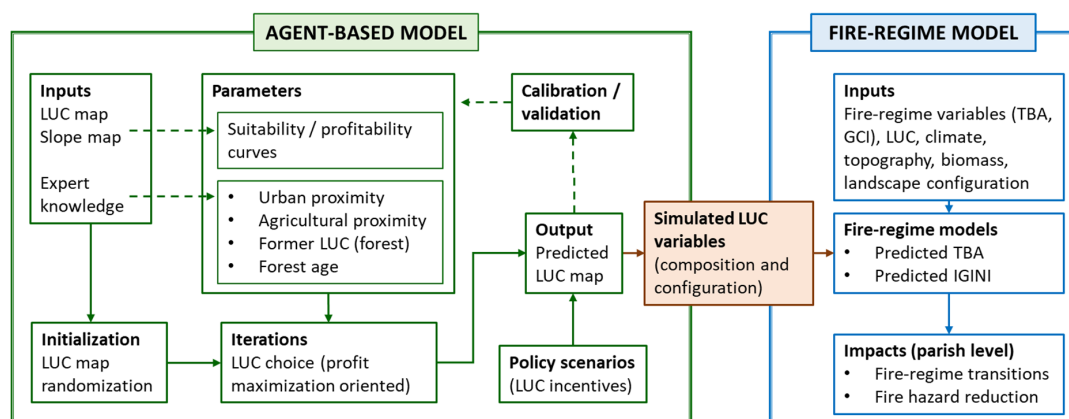 AGENT-BASED MODEL
Inputs
LUC map
Slope map
Expert
knowledge
Parameters
Suitability / profitability
curves
• Urban proximity
• Agricultural proximity
• Former LUC (forest)
• Forest age
Calibration /
validation
Output
Predicted
LUC map
Initialization
LUC map
randomization
Iterations
LUC choice (profit
maximization oriented)
Policy scenarios
(LUC incentives)
Simulated LUC
variables
(composition and
configuration)
FIRE-REGIME MODEL
Inputs
Fire-regime variables (TBA,
GCI), LUC, climate,
topography, biomass,
landscape configuration
Fire-regime models
• Predicted TBA
• Predicted IGINI
Impacts (parish level)
• Fire-regime transitions
• Fire hazard reduction